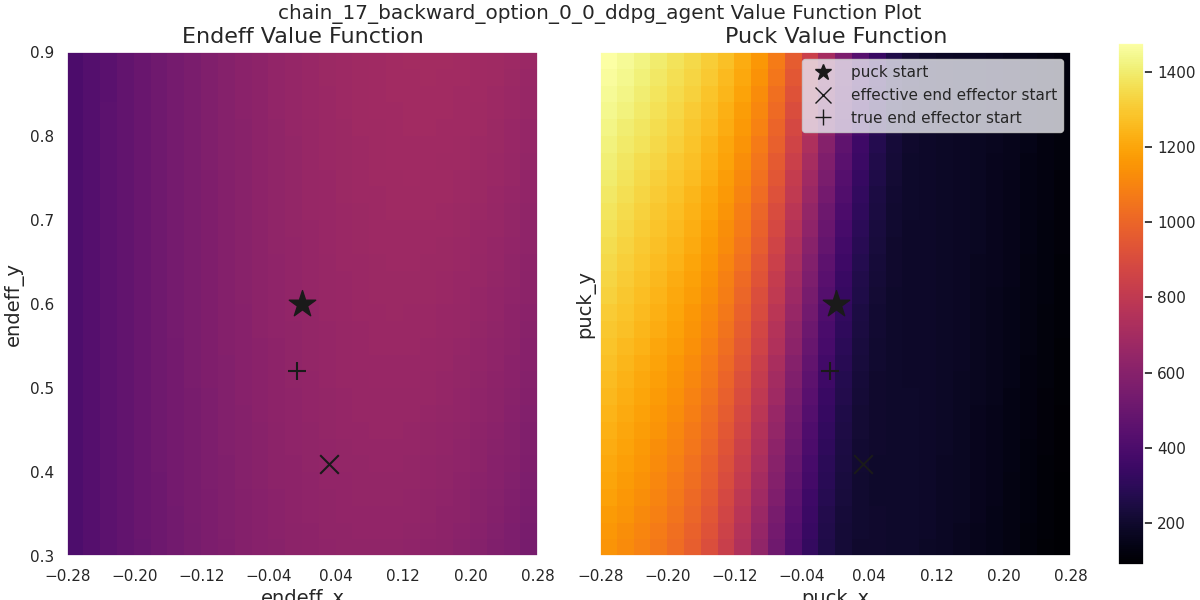 chain_17_backward_option_0_0_ddpg_agent Value Function Plot
Endeff Value Function
Puck Value Function
puck start
effective end effector start
true end effector start
endeff_y
0.9
0.8
0.7
0.6
0.5
0.4
0.3
−0.28 −0.20 −0.12 −0.04 0.04 0.12 0.20 0.28
endeff_x
puck_y
−0.28 −0.20 −0.12 −0.04 0.04 0.12 0.20 0.28
puck_x
1400
1200
1000
800
600
400
200